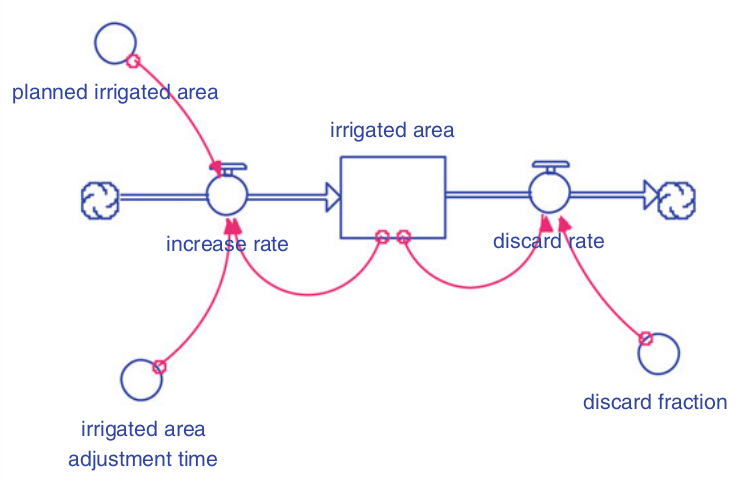 planned irrigated area
irrigated area
increase rate
discard rate
discard fraction
irrigated area
adjustment time